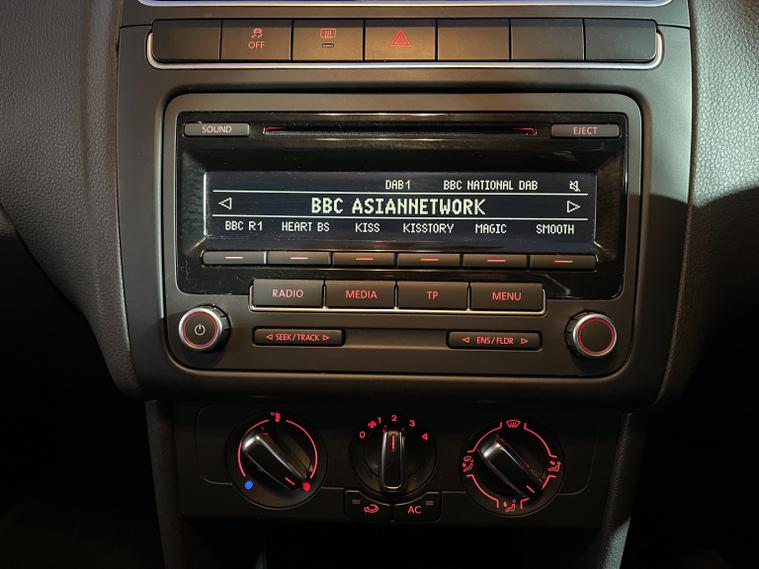 OFF
SOUND
EJECT
DAB1 BBC NATIONAL DAB
BBC ASIANNETWORK
BBC R1 HEART BS KISS KISSTORY MAGIC SMOOTH
RADIO MEDIA TP MENU
SEEK / TRACK ENS / FLDR
0 1 2 3 4
AC